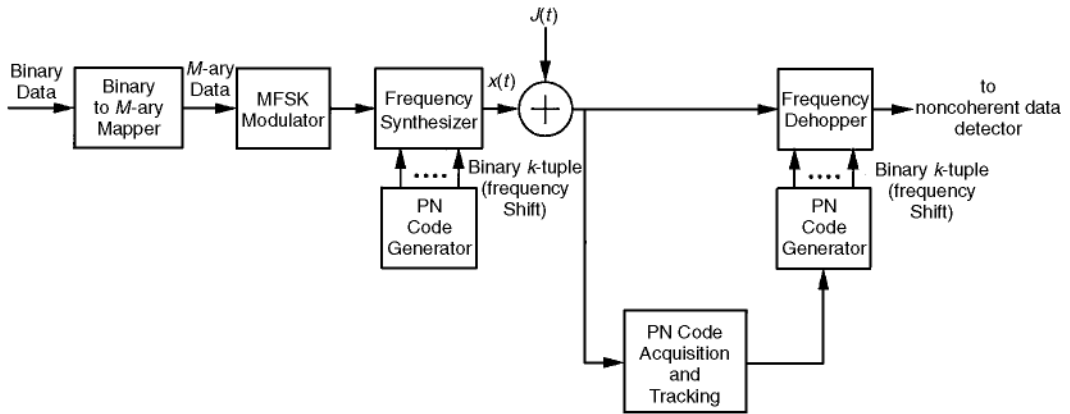 J(t)
Binary
Data
Binary
to M-ary
Mapper
M-ary
Data
MFSK
Modulator
Frequency
Synthesizer
x(t)
+
Frequency
Dehopper
to
noncoherent data
detector
....
Binary k-tuple
(frequency
Shift)
PN
Code
Generator
....
Binary k-tuple
(frequency
Shift)
PN
Code
Generator
PN Code
Acquisition
and
Tracking